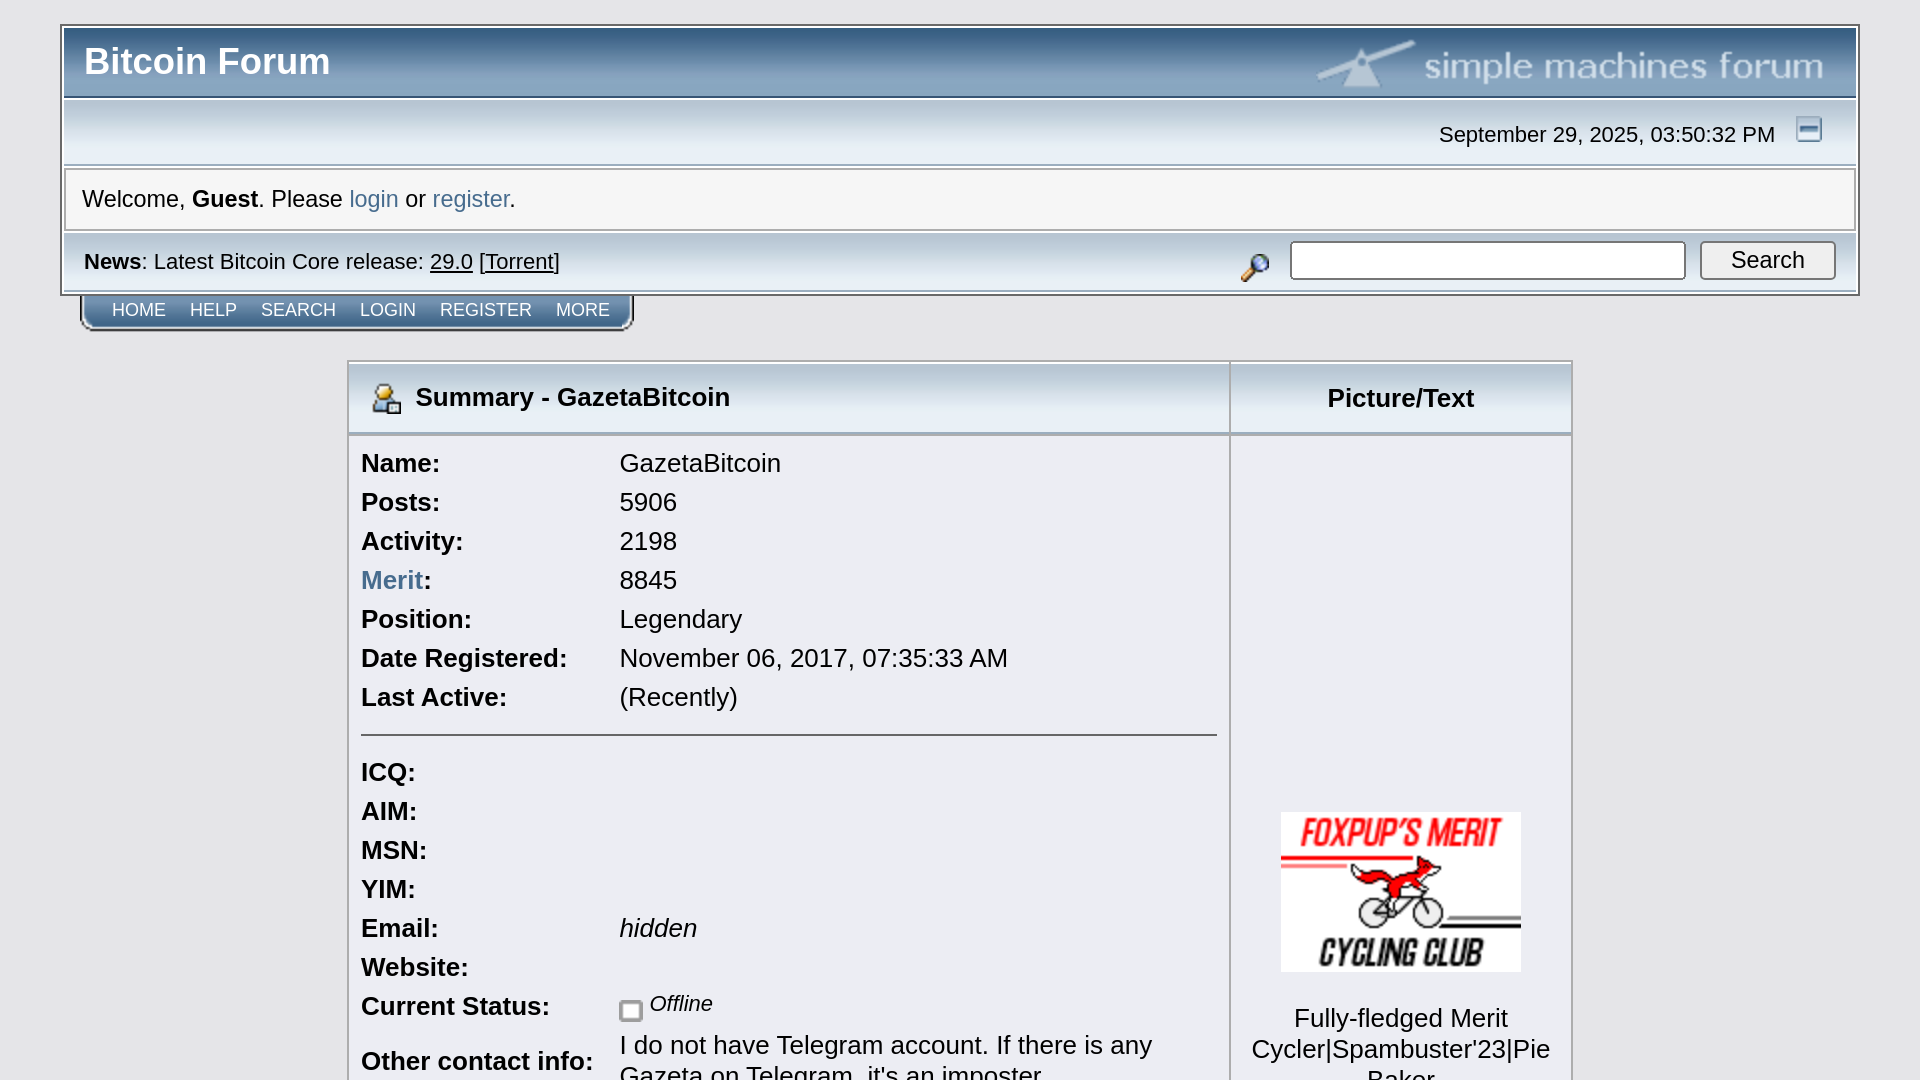 Bitcoin Forum
simple machines forum
September 29, 2025, 03:50:32 PM
Welcome, Guest. Please login or register.
News: Latest Bitcoin Core release: 29.0 [Torrent]
Search
HOME HELP SEARCH LOGIN REGISTER MORE
Summary - GazetaBitcoin
Picture/Text
Name: GazetaBitcoin
Posts: 5906
Activity: 2198
Merit: 8845
Position: Legendary
Date Registered: November 06, 2017, 07:35:33 AM
Last Active: (Recently)
ICQ:
AIM:
MSN:
YIM:
Email: hidden
Website:
Current Status: Offline
Other contact info: I do not have Telegram account. If there is any
Gazeta on Telegram, it's an imposter.
FOXPUP'S MERIT
CYCLING CLUB
Fully-fledged Merit
Cycler|Spambuster'23|Pie
Baker